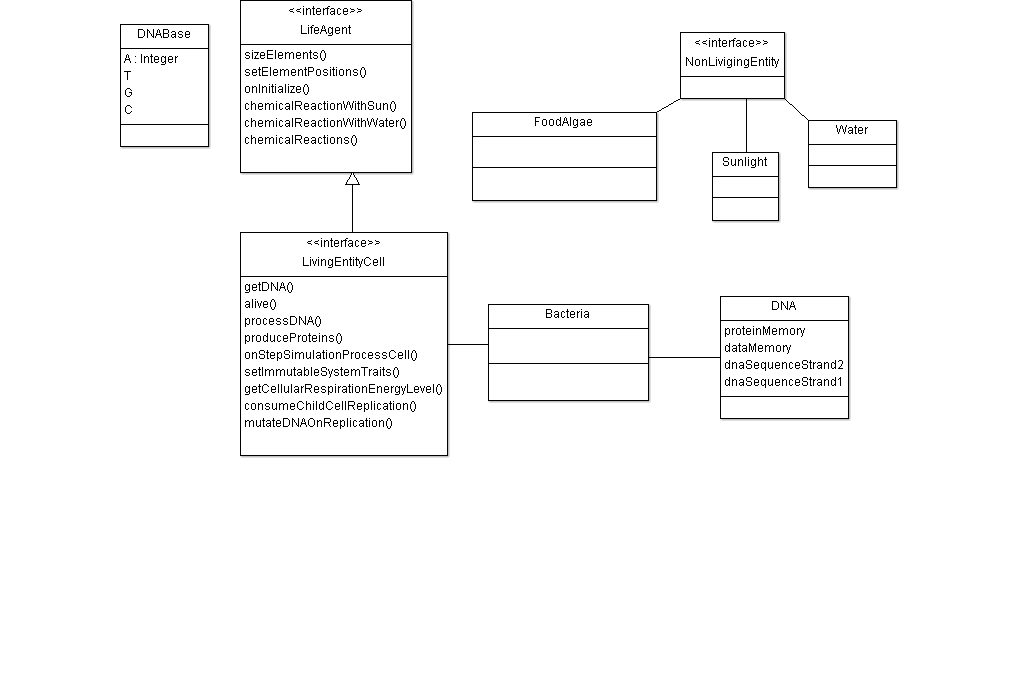 DNABase
A : Integer
T
G
C
<<interface>>
LifeAgent
sizeElements()
setElementPositions()
onInitialize()
chemicalReactionWithSun()
chemicalReactionWithWater()
chemicalReactions()
<<interface>>
NonLivigingEntity
FoodAlgae
Sunlight
Water
<<interface>>
LivingEntityCell
getDNA()
alive()
processDNA()
produceProteins()
onStepSimulationProcessCell()
setImmutableSystemTraits()
getCellularRespirationEnergyLevel()
consumeChildCellReplication()
mutateDNAOnReplication()
Bacteria
DNA
proteinMemory
dataMemory
dnaSequenceStrand2
dnaSequenceStrand1